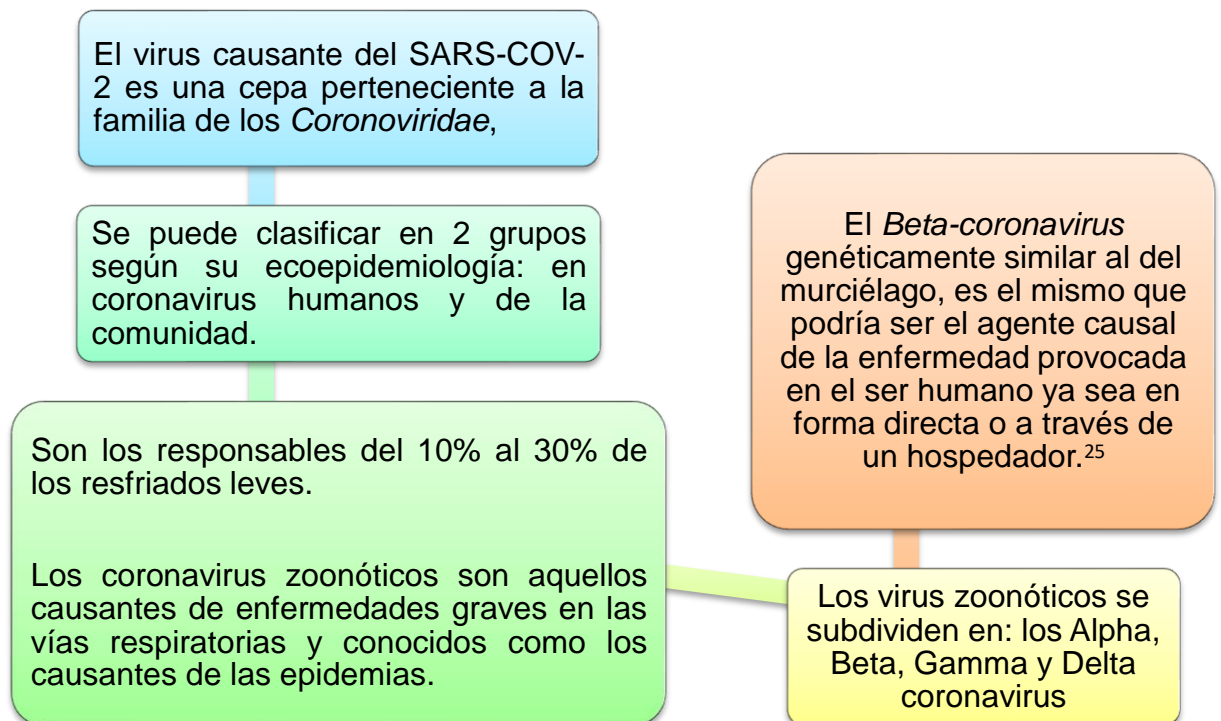 El virus causante del SARS-COV-
2 es una cepa perteneciente a la
familia de los Coronoviridae,
Se puede clasificar en 2 grupos
según su ecoepidemiología: en
coronavirus humanos y de la
comunidad.
Son los responsables del 10% al 30% de
los resfriados leves.
Los coronavirus zoonóticos son aquellos
causantes de enfermedades graves en las
vías respiratorias y conocidos como los
causantes de las epidemias.
Los virus zoonóticos se
subdividen en: los Alpha,
Beta, Gamma y Delta
coronavirus
El Beta-coronavirus
genéticamente similar al del
murciélago, es el mismo que
podría ser el agente causal
de la enfermedad provocada
en el ser humano ya sea en
forma directa o a través de
un hospedador.25